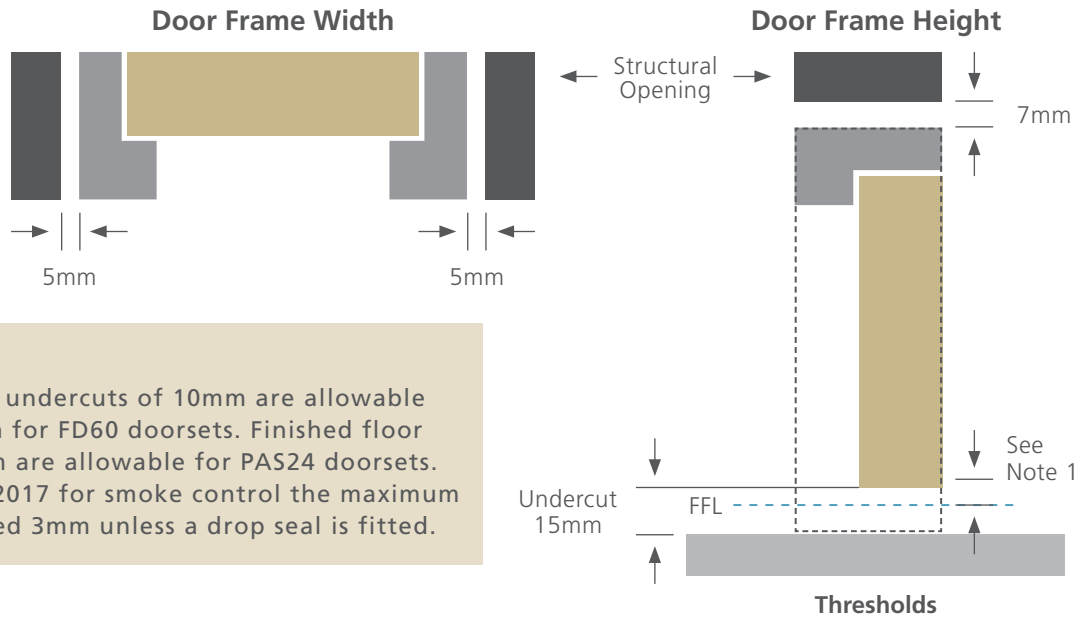 Door Frame Width
5mm
5mm
Door Frame Height
Structural
Opening
7mm
See
Note 1
Undercut
15mm
FFL
Thresholds
undercuts of 10mm are allowable
for FD60 doorsets. Finished floor
are allowable for PAS24 doorsets.
2017 for smoke control the maximum
3mm unless a drop seal is fitted.